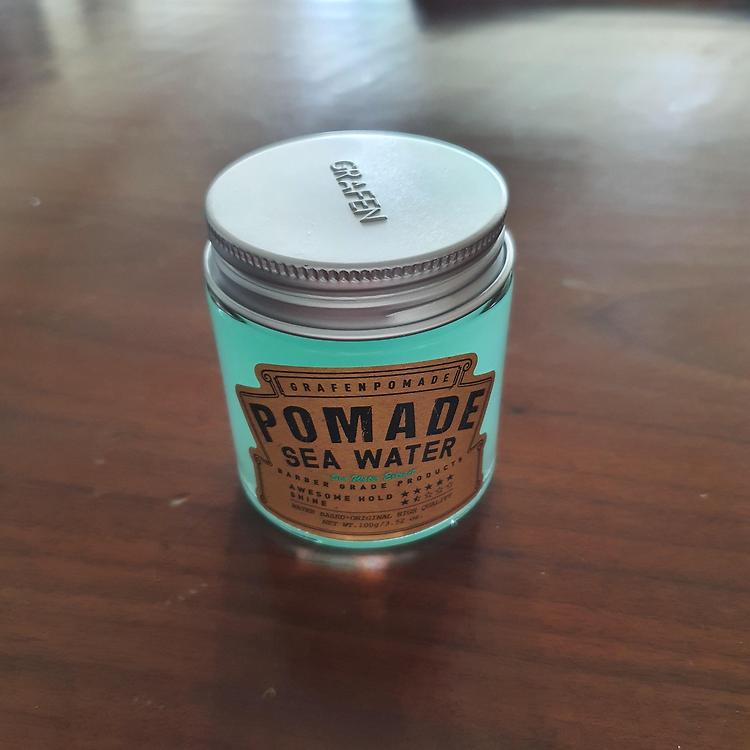 GRAFEN
GRAFENPOMADE
POMADE
SEA WATER
BARBER GRADE PRODUCTS
AWESOME HOLD ★★★★★
SHINE ★⯪☆☆☆
WATER BASED+ORIGINAL HIGH QUALITY
NET WT.100g/3.52 oz.